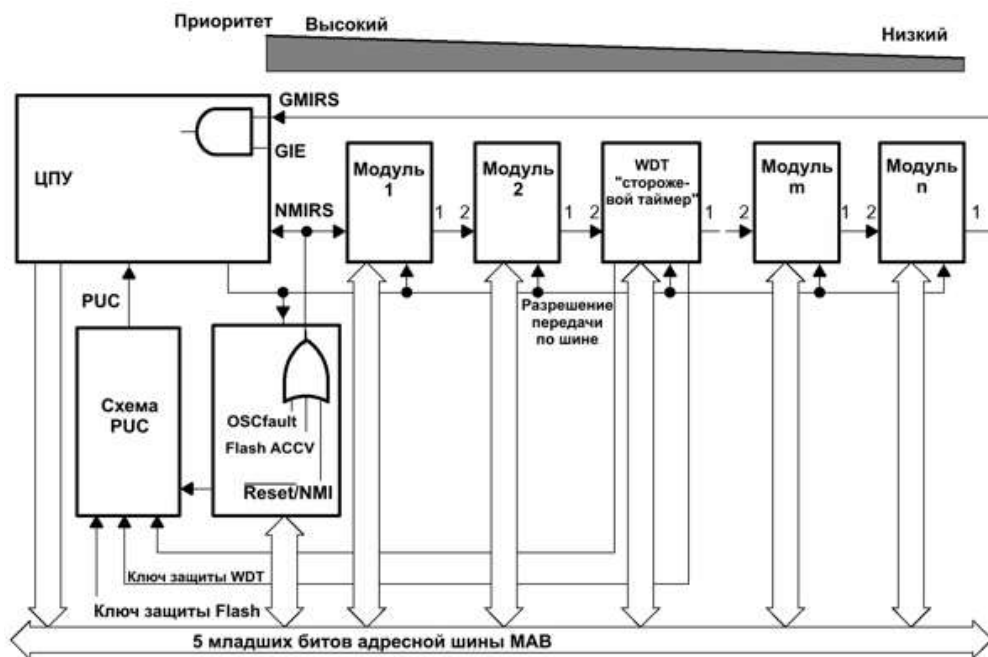 Приоритет
Высокий
Низкий
GMIRS
GIE
ЦПУ
NMIRS
Модуль
1
Модуль
2
WDT
"стороже-
вой таймер"
Модуль
m
Модуль
n
1 2
1 2
1 2
1 2
1
PUC
Разрешение
передачи
по шине
Схема
PUC
OSCfault
Flash ACCV
Reset/NMI
Ключ защиты WDT
Ключ защиты Flash
5 младших битов адресной шины MAB